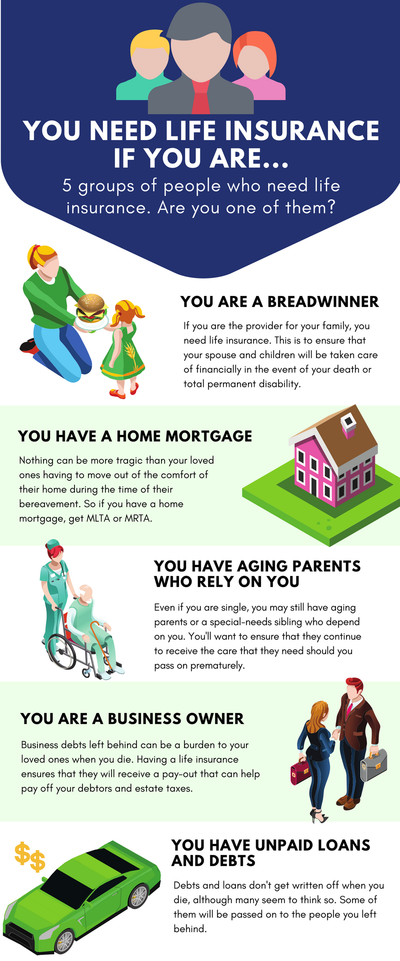 YOU NEED LIFE INSURANCE
IF YOU ARE...
5 groups of people who need life
insurance. Are you one of them?
YOU ARE A BREADWINNER
If you are the provider for your family, you
need life insurance. This is to ensure that
your spouse and children will be taken care
of financially in the event of your death or
total permanent disability.
YOU HAVE A HOME MORTGAGE
Nothing can be more tragic than your loved
ones having to move out of the comfort of
their home during the time of their
bereavement. So if you have a home
mortgage, get MLTA or MRTA.
YOU HAVE AGING PARENTS
WHO RELY ON YOU
Even if you are single, you may still have aging
parents or a special-needs sibling who depend
on you. You'll want to ensure that they continue
to receive the care that they need should you
pass on prematurely.
YOU ARE A BUSINESS OWNER
Business debts left behind can be a burden to your
loved ones when you die. Having a life insurance
ensures that they will receive a pay-out that can help
pay off your debtors and estate taxes.
$$
YOU HAVE UNPAID LOANS
AND DEBTS
Debts and loans don't get written off when you
die, although many seem to think so. Some of
them will be passed on to the people you left
behind.